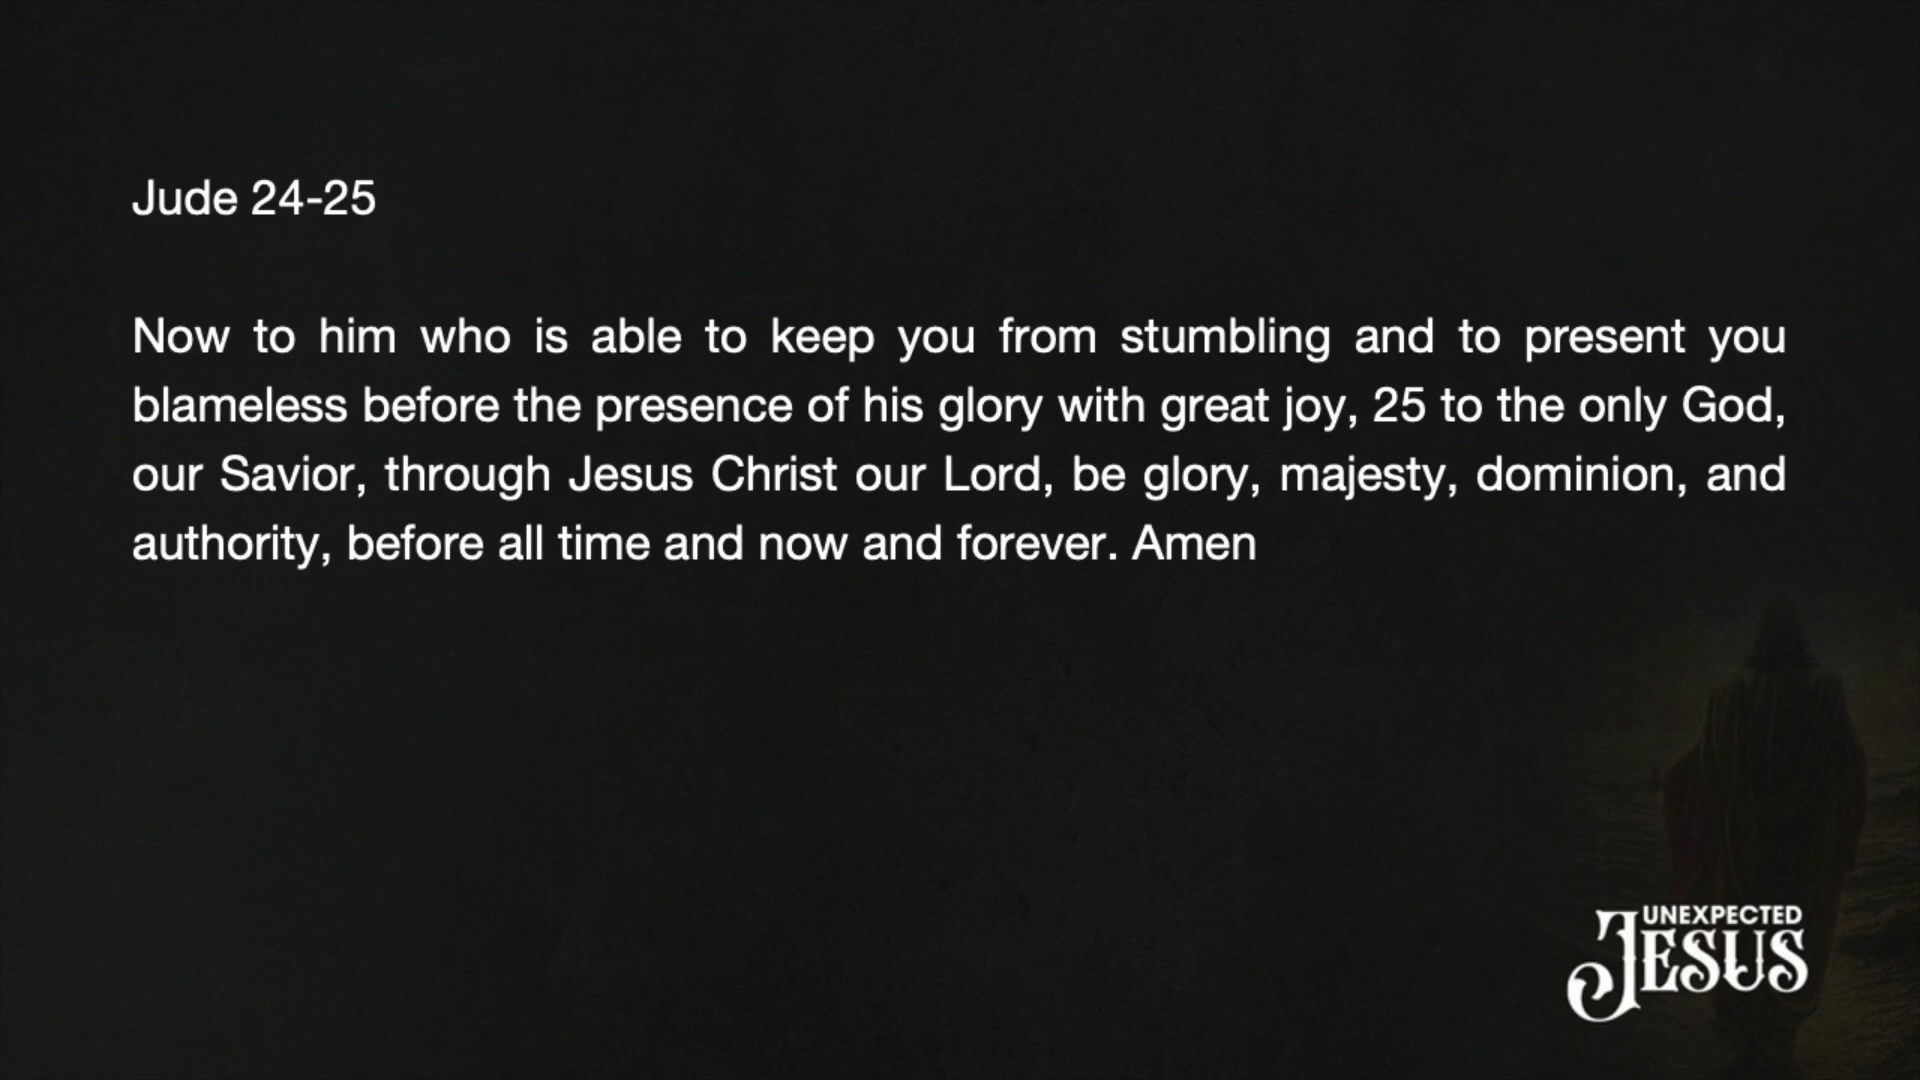 Jude 24-25
Now to him who is able to keep you from stumbling and to present you
blameless before the presence of his glory with great joy, 25 to the only God,
our Savior, through Jesus Christ our Lord, be glory, majesty, dominion, and
authority, before all time and now and forever. Amen
UNEXPECTED
JESUS